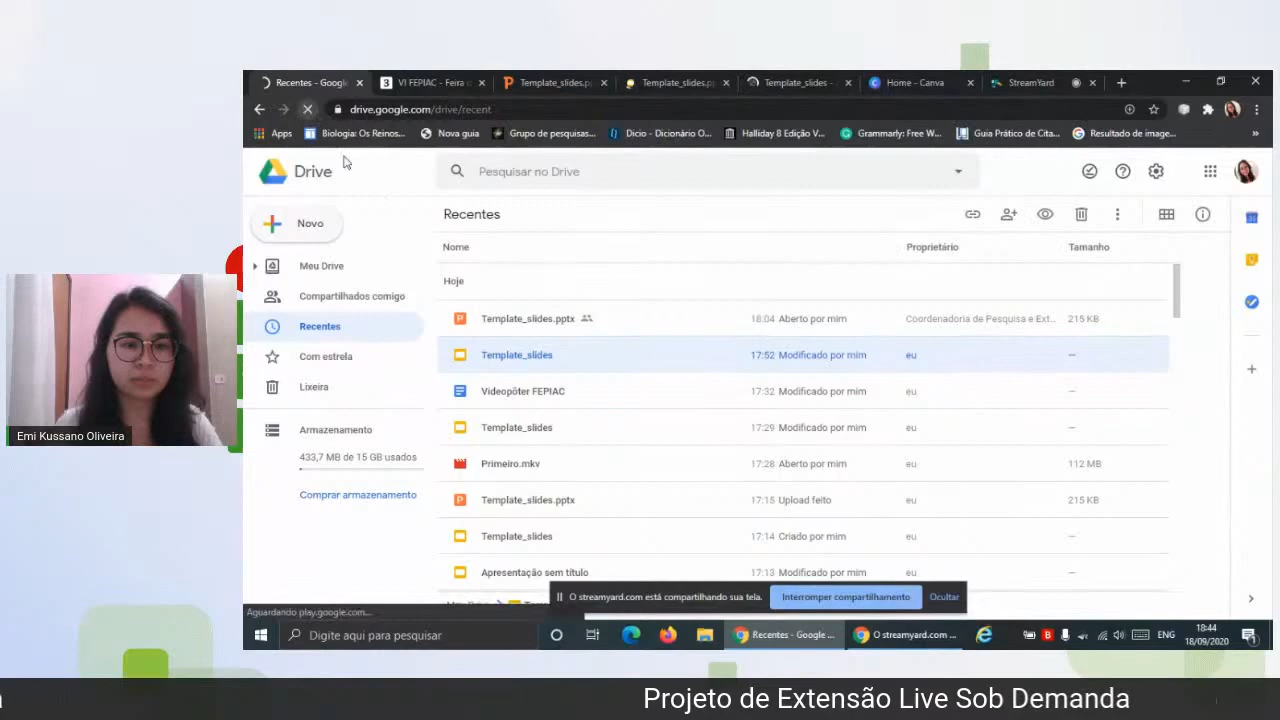 Recentes - Google
VI FEPIAC - Feira
Template_slides.p
Template_slides.p
Template_slides -
Home - Canva
StreamYard
drive.google.com/drive/recent
Apps
Biologia: Os Reinos...
Nova guia
Grupo de pesquisas...
Dicio - Dicionário O...
Halliday 8 Edição V...
Grammarly: Free W...
Guia Prático de Cita...
Resultado de image...
Drive
Pesquisar no Drive
Novo
Recentes
Nome
Proprietário
Tamanho
Meu Drive
Hoje
Compartilhados comigo
Template_slides.pptx
18:04 Aberto por mim
Coordenadoria de Pesquisa e Ext...
215 KB
Recentes
Template_slides
17:52 Modificado por mim
eu
—
Com estrela
Lixeira
Videopôter FEPIAC
17:32 Modificado por mim
eu
—
Armazenamento
Template_slides
17:29 Modificado por mim
eu
—
433,7 MB de 15 GB usados
Primeiro.mkv
17:28 Aberto por mim
eu
112 MB
Comprar armazenamento
Template_slides.pptx
17:15 Upload feito
eu
215 KB
Template_slides
17:14 Criado por mim
eu
—
Apresentação sem título
17:13 Modificado por mim
eu
—
Emi Kussano Oliveira
O streamyard.com está compartilhando sua tela.
Interromper compartilhamento
Ocultar
Aguardando play.google.com...
Digite aqui para pesquisar
Recentes - Google ...
O streamyard.com ...
ENG
18:44
18/09/2020
Projeto de Extensão Live Sob Demanda